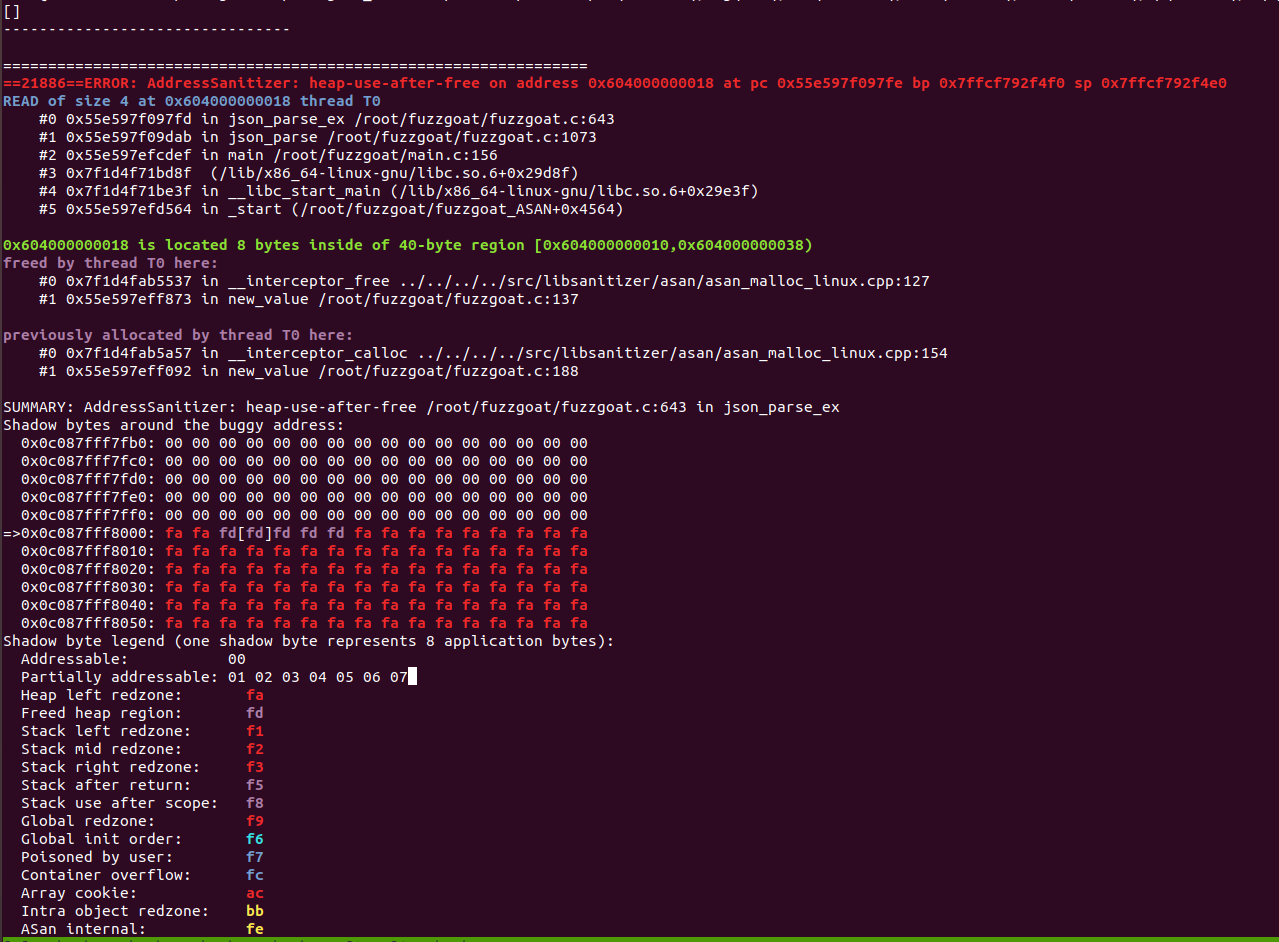 []
--------------------------------
=================================================================
==21886==ERROR: AddressSanitizer: heap-use-after-free on address 0x604000000018 at pc 0x55e597f097fe bp 0x7ffcf792f4f0 sp 0x7ffcf792f4e0
READ of size 4 at 0x604000000018 thread T0
    #0 0x55e597f097fd in json_parse_ex /root/fuzzgoat/fuzzgoat.c:643
    #1 0x55e597f09dab in json_parse /root/fuzzgoat/fuzzgoat.c:1073
    #2 0x55e597efcdef in main /root/fuzzgoat/main.c:156
    #3 0x7f1d4f71bd8f  (/lib/x86_64-linux-gnu/libc.so.6+0x29d8f)
    #4 0x7f1d4f71be3f in __libc_start_main (/lib/x86_64-linux-gnu/libc.so.6+0x29e3f)
    #5 0x55e597efd564 in _start (/root/fuzzgoat/fuzzgoat_ASAN+0x4564)
0x604000000018 is located 8 bytes inside of 40-byte region [0x604000000010,0x604000000038)
freed by thread T0 here:
    #0 0x7f1d4fab5537 in __interceptor_free ../../../../src/libsanitizer/asan/asan_malloc_linux.cpp:127
    #1 0x55e597eff873 in new_value /root/fuzzgoat/fuzzgoat.c:137
previously allocated by thread T0 here:
    #0 0x7f1d4fab5a57 in __interceptor_calloc ../../../../src/libsanitizer/asan/asan_malloc_linux.cpp:154
    #1 0x55e597eff092 in new_value /root/fuzzgoat/fuzzgoat.c:188
SUMMARY: AddressSanitizer: heap-use-after-free /root/fuzzgoat/fuzzgoat.c:643 in json_parse_ex
Shadow bytes around the buggy address:
  0x0c087fff7fb0: 00 00 00 00 00 00 00 00 00 00 00 00 00 00 00 00
  0x0c087fff7fc0: 00 00 00 00 00 00 00 00 00 00 00 00 00 00 00 00
  0x0c087fff7fd0: 00 00 00 00 00 00 00 00 00 00 00 00 00 00 00 00
  0x0c087fff7fe0: 00 00 00 00 00 00 00 00 00 00 00 00 00 00 00 00
  0x0c087fff7ff0: 00 00 00 00 00 00 00 00 00 00 00 00 00 00 00 00
=>0x0c087fff8000: fa fa fd[fd]fd fd fd fa fa fa fa fa fa fa fa fa
  0x0c087fff8010: fa fa fa fa fa fa fa fa fa fa fa fa fa fa fa fa
  0x0c087fff8020: fa fa fa fa fa fa fa fa fa fa fa fa fa fa fa fa
  0x0c087fff8030: fa fa fa fa fa fa fa fa fa fa fa fa fa fa fa fa
  0x0c087fff8040: fa fa fa fa fa fa fa fa fa fa fa fa fa fa fa fa
  0x0c087fff8050: fa fa fa fa fa fa fa fa fa fa fa fa fa fa fa fa
Shadow byte legend (one shadow byte represents 8 application bytes):
  Addressable:           00
  Partially addressable: 01 02 03 04 05 06 07
  Heap left redzone:       fa
  Freed heap region:       fd
  Stack left redzone:      f1
  Stack mid redzone:       f2
  Stack right redzone:     f3
  Stack after return:      f5
  Stack use after scope:   f8
  Global redzone:          f9
  Global init order:       f6
  Poisoned by user:        f7
  Container overflow:      fc
  Array cookie:            ac
  Intra object redzone:    bb
  ASan internal:           fe